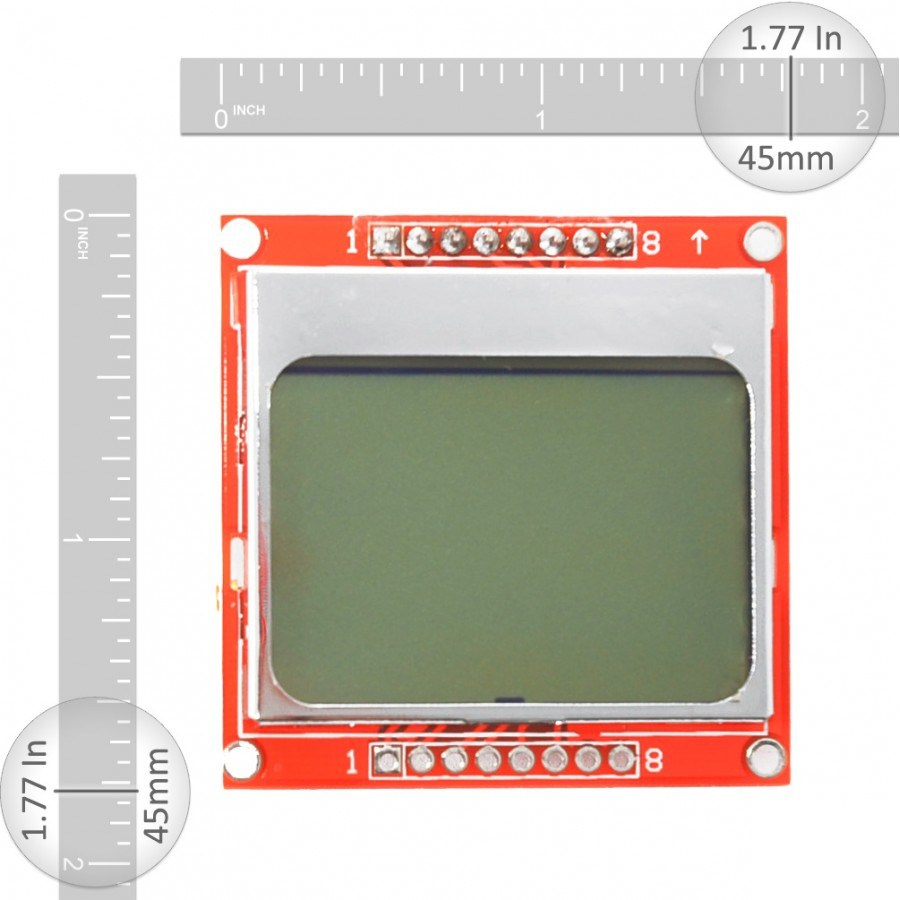 1.77 In
0 INCH 1 2
45mm
0 INCH
1
2
1.77 In
45mm
1 8 ↑
1 8